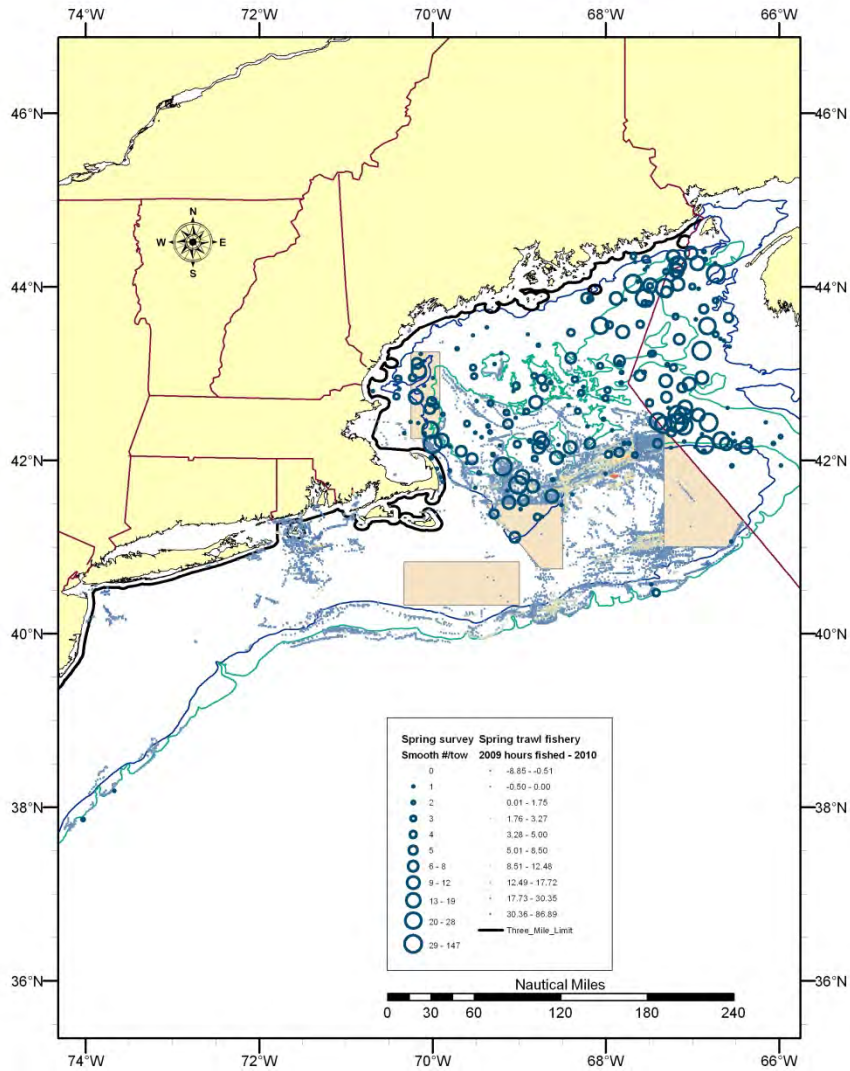 74°W 72°W 70°W 68°W 66°W
46°N 46°N
N
W E
S
44°N 44°N
42°N 42°N
40°N 40°N
38°N 38°N
36°N 36°N
Spring survey Spring trawl fishery
Smooth #/tow 2009 hours fished - 2010
0 -8.85 - -0.51
1 -0.50 - 0.00
2 0.01 - 1.75
3 1.76 - 3.27
4 3.28 - 5.00
5 5.01 - 8.50
6 - 8 8.51 - 12.48
9 - 12 12.49 - 17.72
13 - 19 17.73 - 30.35
20 - 28 30.36 - 86.89
29 - 147 Three_Mile_Limit
Nautical Miles
0 30 60 120 180 240
74°W 72°W 70°W 68°W 66°W